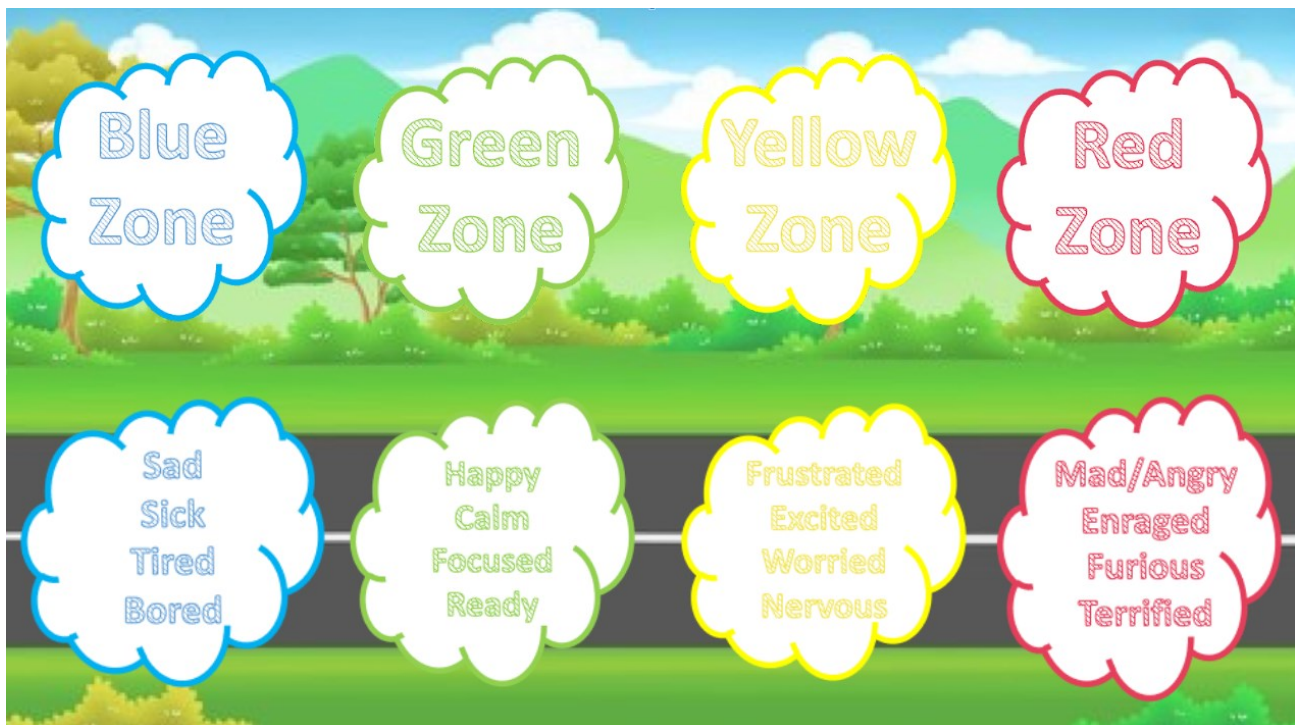 Blue
Zone
Green
Zone
Yellow
Zone
Red
Zone
Sad
Sick
Tired
Bored
Happy
Calm
Focused
Ready
Frustrated
Excited
Worried
Nervous
Mad/Angry
Enraged
Furious
Terrified